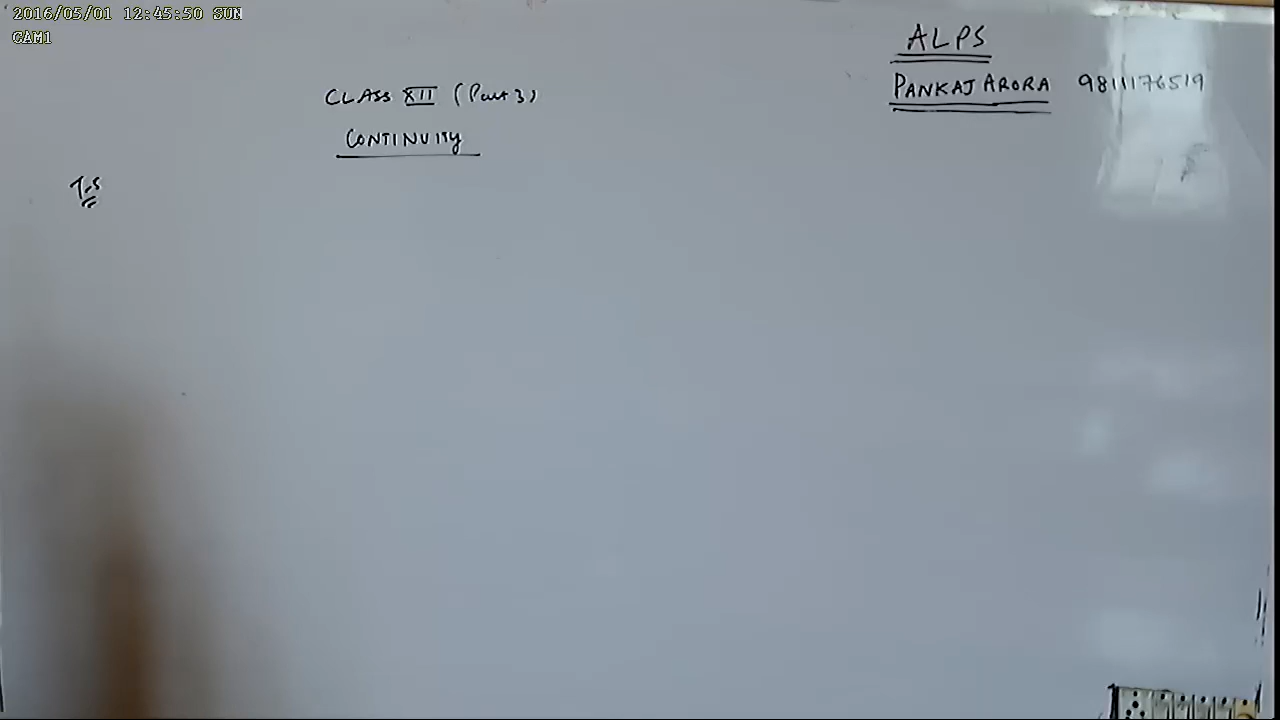 2016/05/01 12:45:50 SUN
CAM1
ALPS
PANKAJ ARORA 9811176519
CLASS XII (Part 3)
CONTINUITY